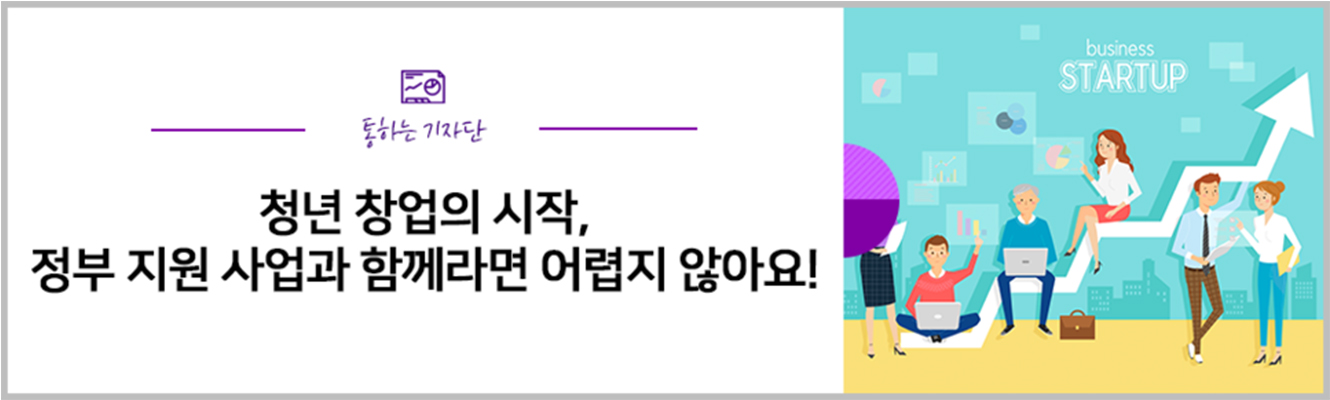 통하는 기자단
청년 창업의 시작,
정부 지원 사업과 함께라면 어렵지 않아요!
business
STARTUP